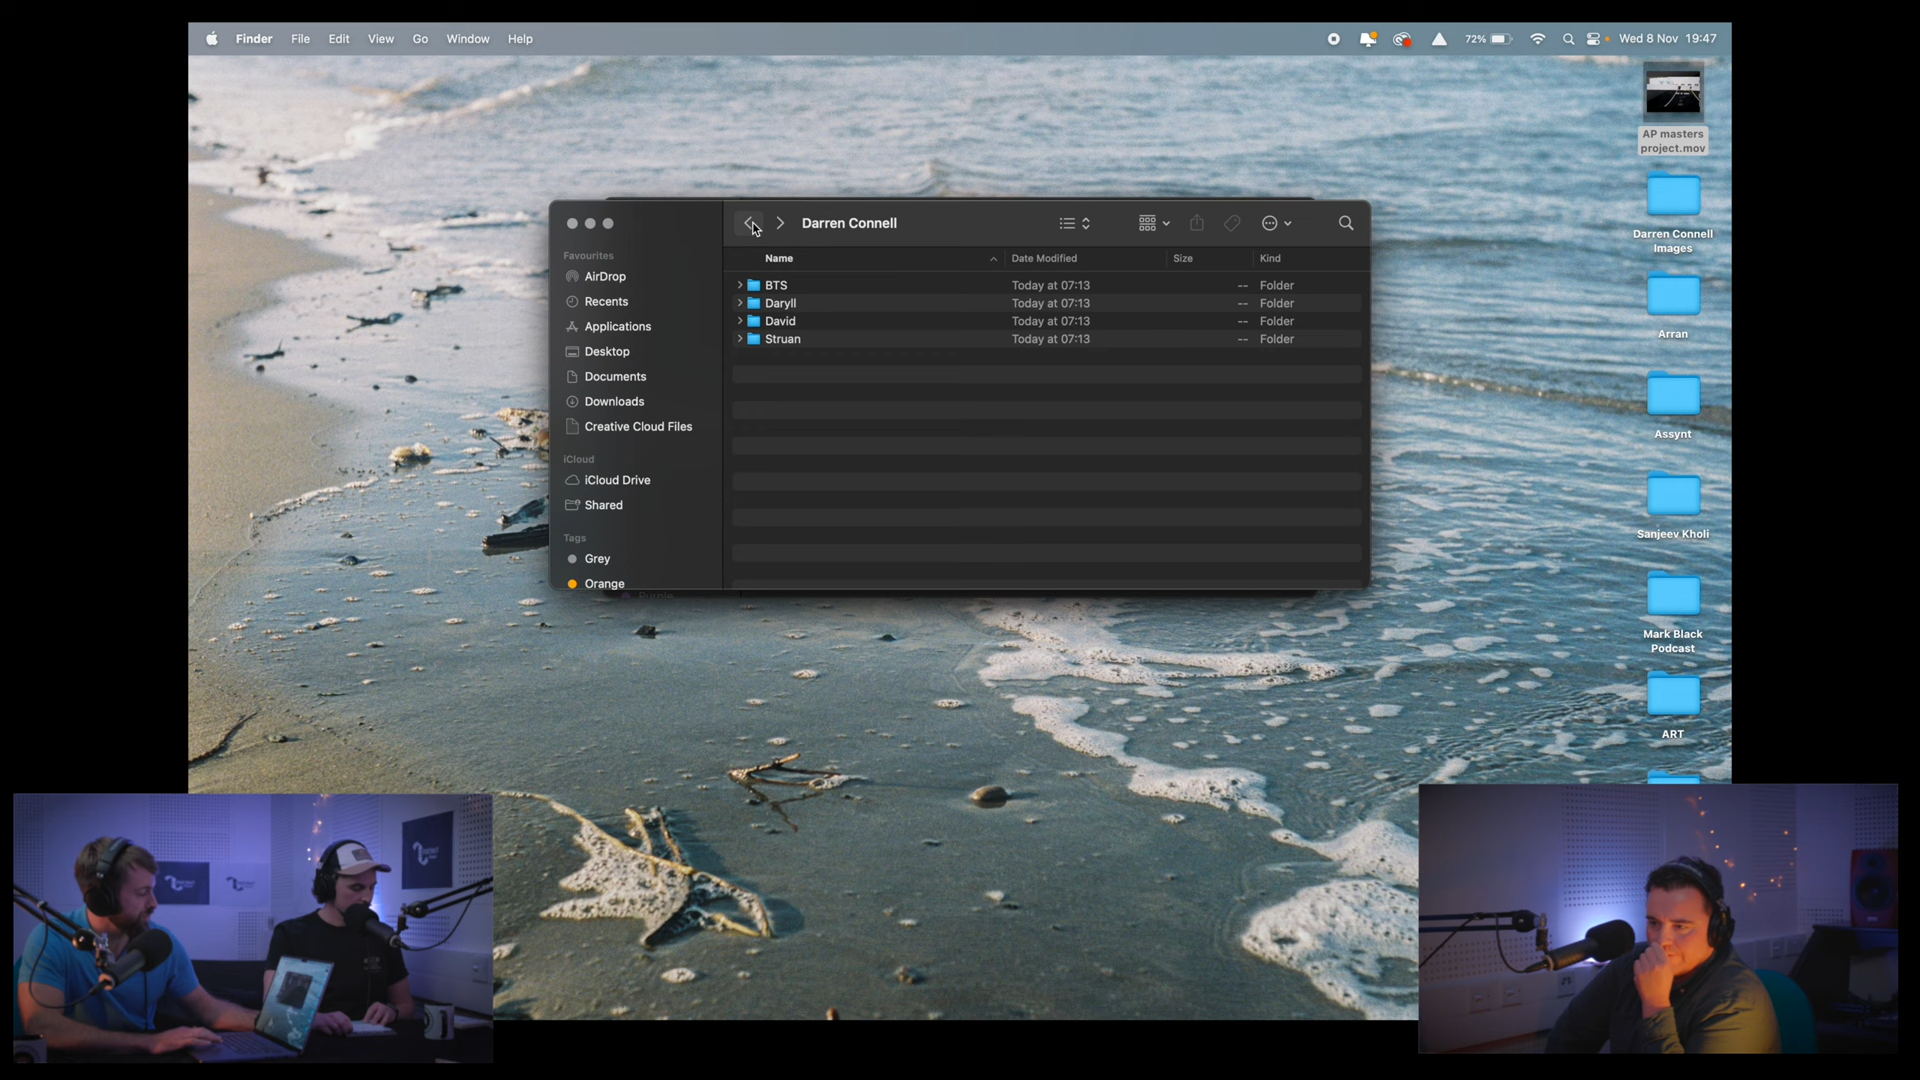 Finder File Edit View Go Window Help
72% Wed 8 Nov 19:47
AP masters
project.mov
Darren Connell
Images
Arran
Assynt
Sanjeev Kholi
Mark Black
Podcast
ART
Darren Connell
Favourites
AirDrop
Recents
Applications
Desktop
Documents
Downloads
Creative Cloud Files
iCloud
iCloud Drive
Shared
Tags
Grey
Orange
Purple
Name Date Modified Size Kind
BTS Today at 07:13 -- Folder
Daryll Today at 07:13 -- Folder
David Today at 07:13 -- Folder
Struan Today at 07:13 -- Folder